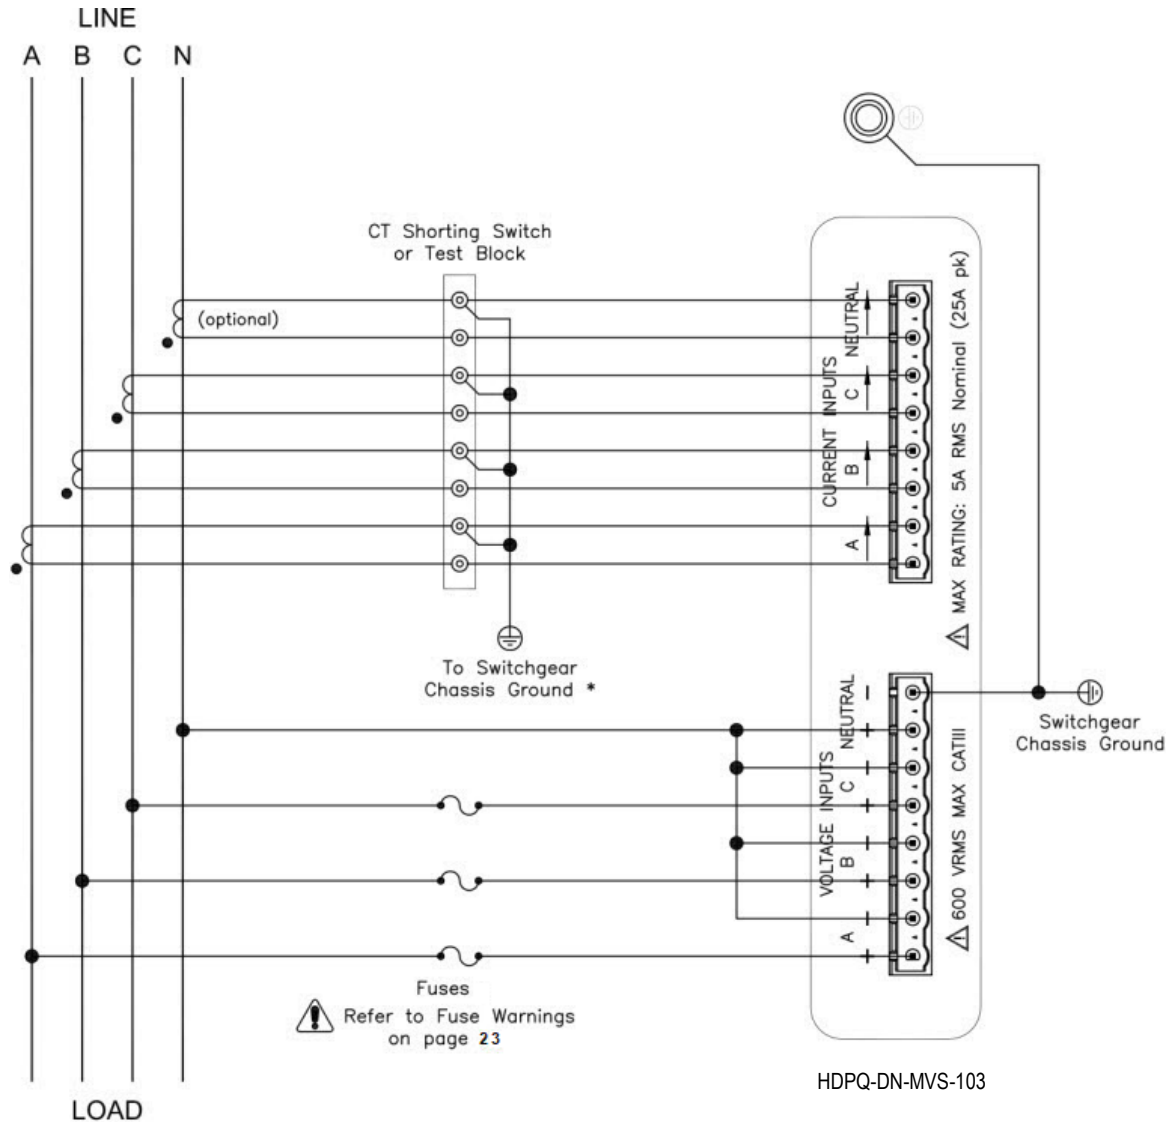 LINE
A B C N
CT Shorting Switch
or Test Block
(optional)
CURRENT INPUTS
NEUTRAL
C
B
A
MAX RATING: 5A RMS Nominal (25A pk)
To Switchgear
Chassis Ground *
VOLTAGE INPUTS
NEUTRAL
C
B
A
- + - + - + - +
600 VRMS MAX CATIII
Switchgear
Chassis Ground
Fuses
Refer to Fuse Warnings
on page 23
HDPQ-DN-MVS-103
LOAD